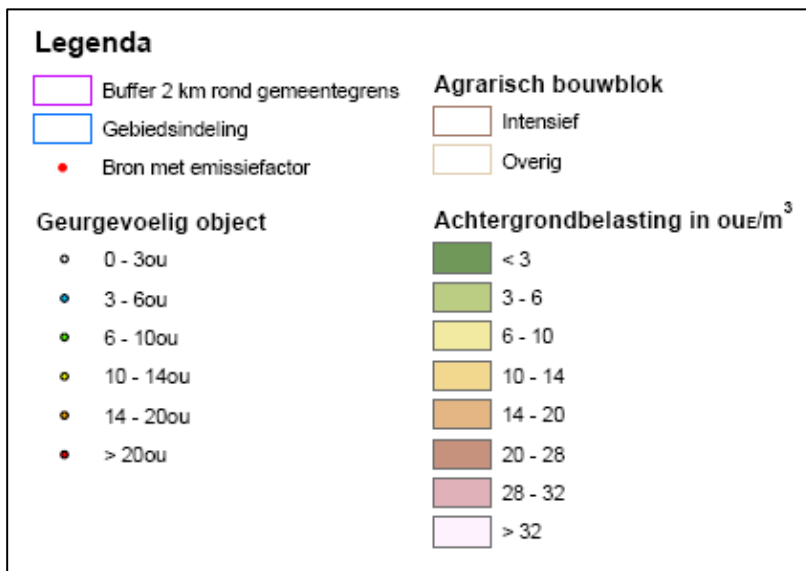 Legenda
Buffer 2 km rond gemeentegrens
Gebiedsindeling
Bron met emissiefactor
Geurgevoelig object
0 - 3ou
3 - 6ou
6 - 10ou
10 - 14ou
14 - 20ou
> 20ou
Agrarisch bouwblok
Intensief
Overig
Achtergrondbelasting in ouE/m³
< 3
3 - 6
6 - 10
10 - 14
14 - 20
20 - 28
28 - 32
> 32